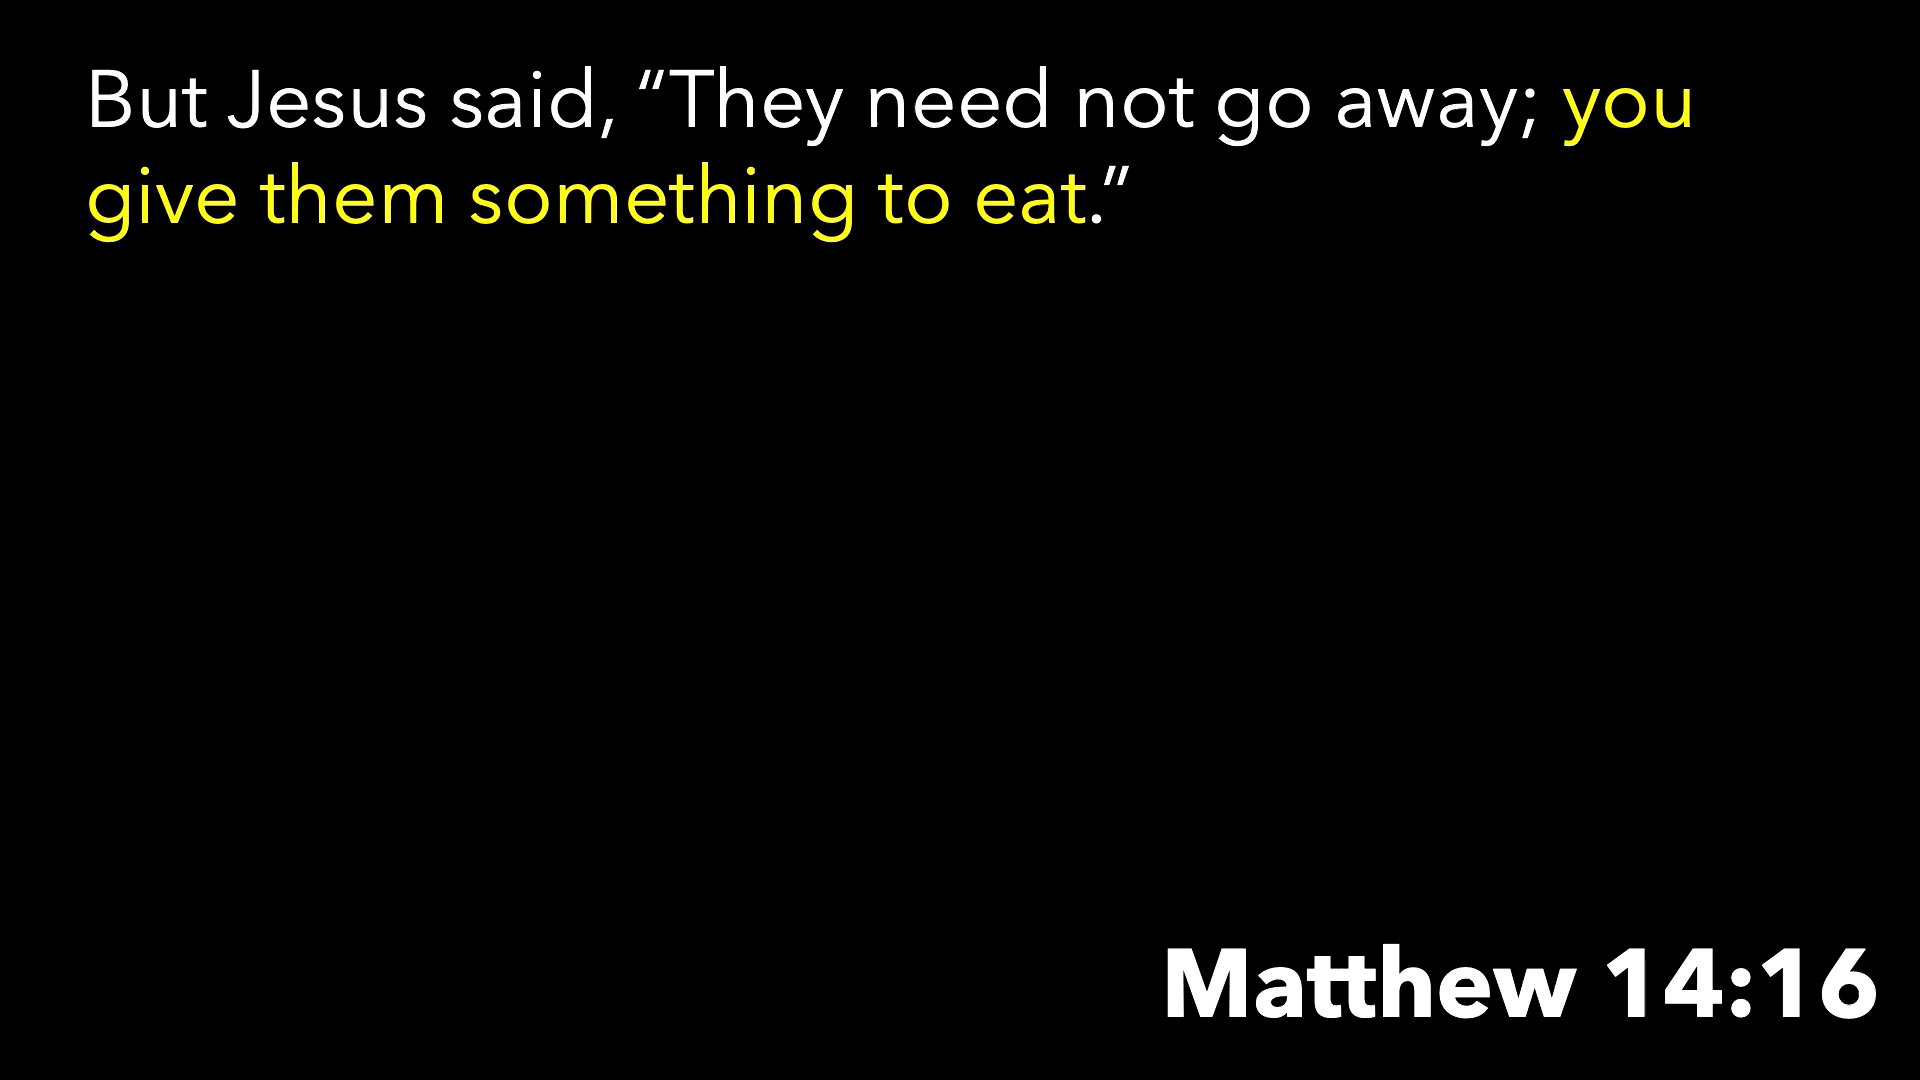 But Jesus said, “They need not go away; you
give them something to eat.”
Matthew 14:16